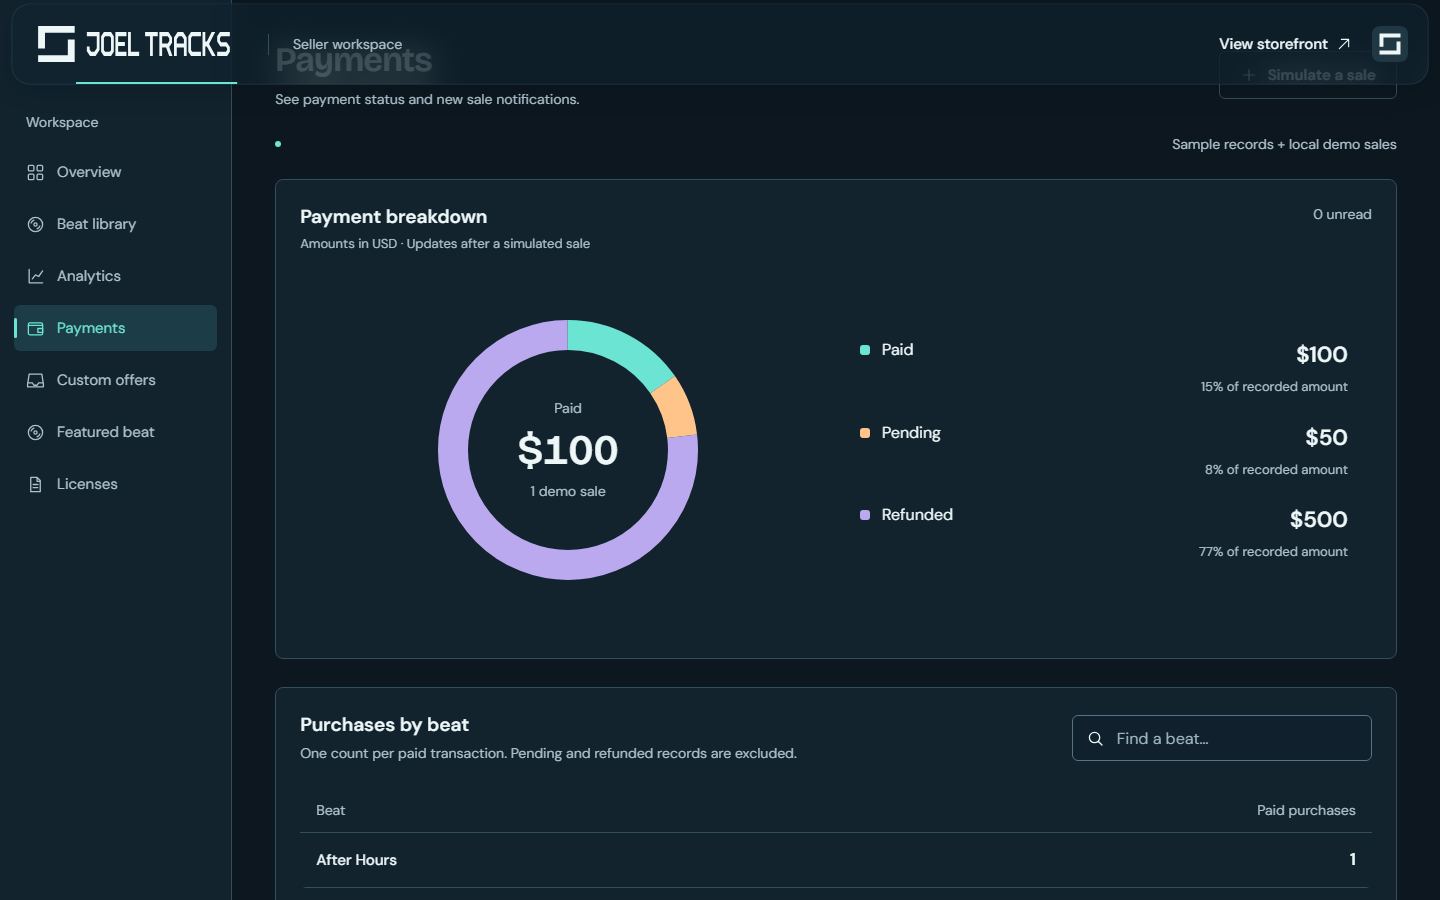 JOEL TRACKS
Seller workspace
View storefront
Payments
Simulate a sale
See payment status and new sale notifications.
Workspace
Sample records + local demo sales
Overview
Beat library
Analytics
Payments
Custom offers
Featured beat
Licenses
Payment breakdown
0 unread
Amounts in USD · Updates after a simulated sale
Paid
$100
1 demo sale
Paid
$100
15% of recorded amount
Pending
$50
8% of recorded amount
Refunded
$500
77% of recorded amount
Purchases by beat
One count per paid transaction. Pending and refunded records are excluded.
Find a beat...
Beat
Paid purchases
After Hours
1